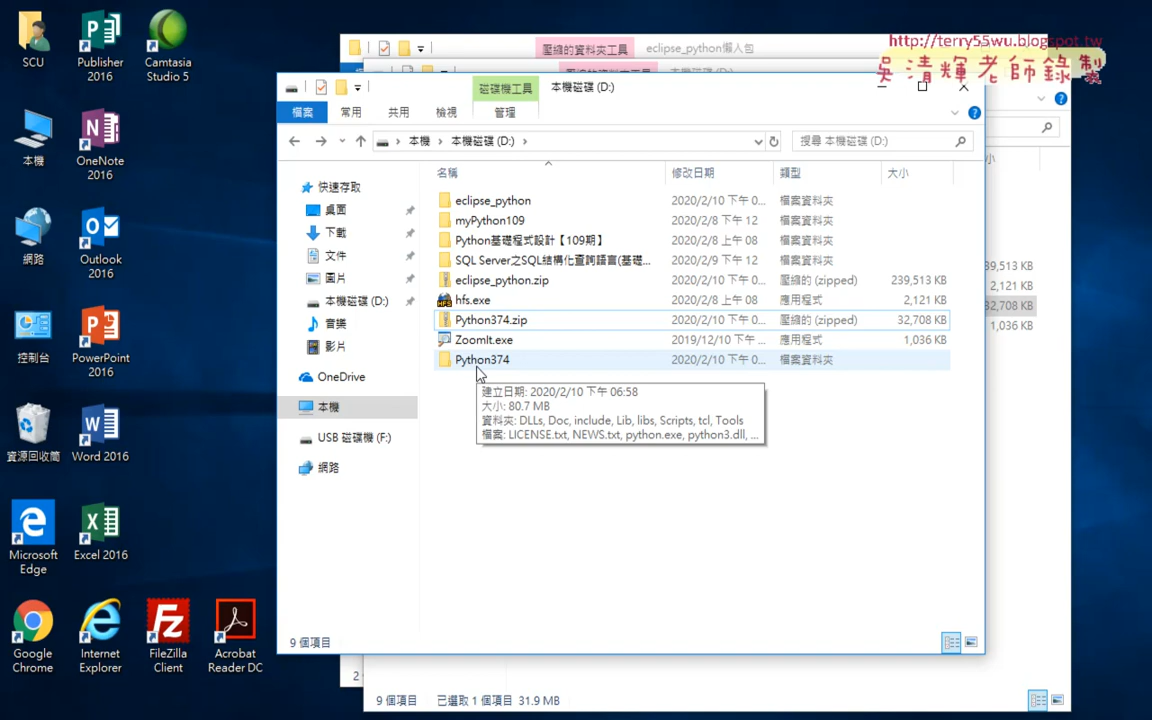 http://terry55wu.blogspot.tw
吳清輝老師錄製
SCU
Publisher 2016
Camtasia Studio 5
本機
OneNote 2016
網路
Outlook 2016
控制台
PowerPoint 2016
資源回收筒
Word 2016
Microsoft Edge
Excel 2016
Google Chrome
Internet Explorer
FileZilla Client
Acrobat Reader DC
壓縮的資料夾工具
eclipse_python懶人包
磁碟機工具
本機磁碟 (D:)
檔案
常用
共用
檢視
管理
本機 › 本機磁碟 (D:) ›
搜尋 本機磁碟 (D:)
快速存取
桌面
下載
文件
圖片
本機磁碟 (D:)
音樂
影片
OneDrive
本機
USB 磁碟機 (F:)
網路
名稱 修改日期 類型 大小
eclipse_python 2020/2/10 下午 0... 檔案資料夾
myPython109 2020/2/8 下午 12 檔案資料夾
Python基礎程式設計【109期】 2020/2/8 上午 08 檔案資料夾
SQL Server之SQL結構化查詢語言(基礎... 2020/2/9 下午 12 檔案資料夾
eclipse_python.zip 2020/2/10 下午 0... 壓縮的 (zipped) 239,513 KB
hfs.exe 2020/2/8 上午 08 應用程式 2,121 KB
Python374.zip 2020/2/10 下午 0... 壓縮的 (zipped) 32,708 KB
ZoomIt.exe 2019/12/10 下午 ... 應用程式 1,036 KB
Python374 2020/2/10 下午 0... 檔案資料夾
建立日期: 2020/2/10 下午 06:58
大小: 80.7 MB
資料夾: DLLs, Doc, include, Lib, libs, Scripts, tcl, Tools
檔案: LICENSE.txt, NEWS.txt, python.exe, python3.dll, ...
39,513 KB
2,121 KB
32,708 KB
1,036 KB
9 個項目
2
9 個項目 已選取 1 個項目 31.9 MB